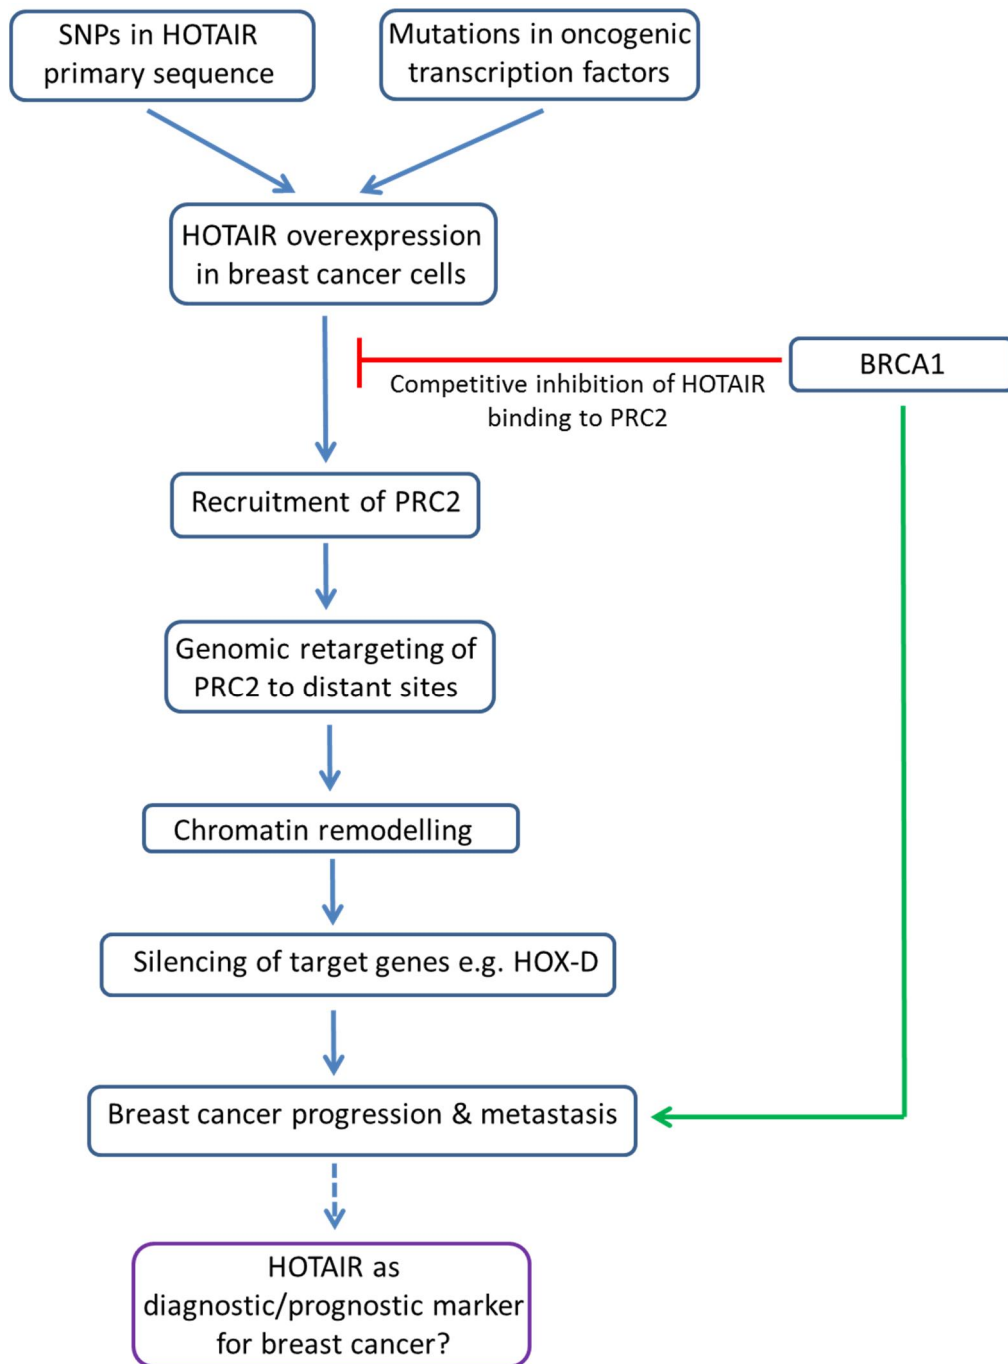 SNPs in HOTAIR
primary sequence
Mutations in oncogenic
transcription factors
HOTAIR overexpression
in breast cancer cells
BRCA1
Competitive inhibition of HOTAIR
binding to PRC2
Recruitment of PRC2
Genomic retargeting of
PRC2 to distant sites
Chromatin remodelling
Silencing of target genes e.g. HOX-D
Breast cancer progression & metastasis
HOTAIR as
diagnostic/prognostic marker
for breast cancer?